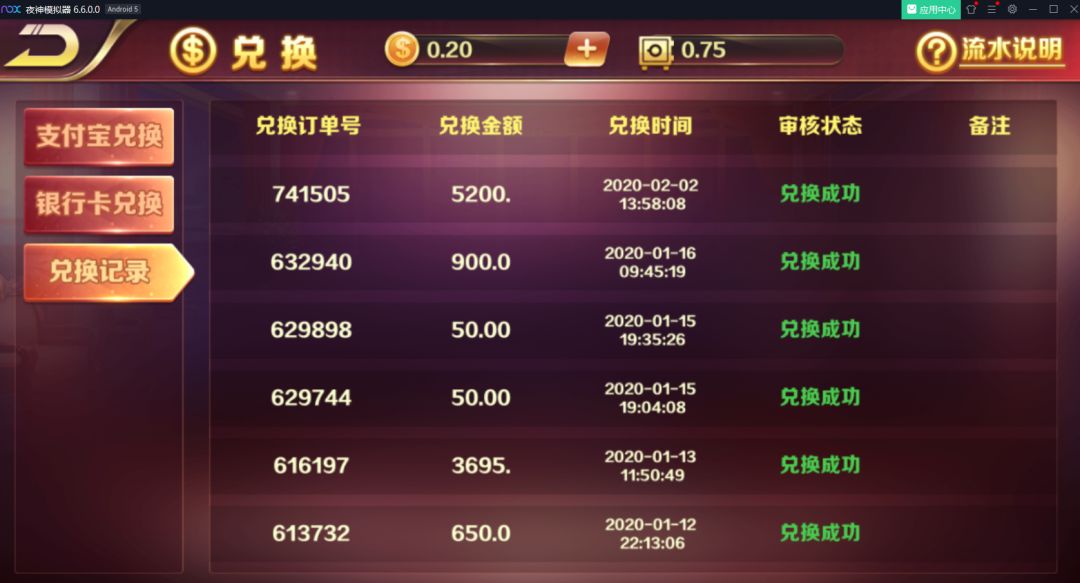 nox 夜神模拟器 6.6.0.0 Android 5 应用中心
兑换 0.20 0.75 流水说明
支付宝兑换
银行卡兑换
兑换记录
兑换订单号 兑换金额 兑换时间 审核状态 备注
741505 5200. 2020-02-02 13:58:08 兑换成功
632940 900.0 2020-01-16 09:45:19 兑换成功
629898 50.00 2020-01-15 19:35:26 兑换成功
629744 50.00 2020-01-15 19:04:08 兑换成功
616197 3695. 2020-01-13 11:50:49 兑换成功
613732 650.0 2020-01-12 22:13:06 兑换成功